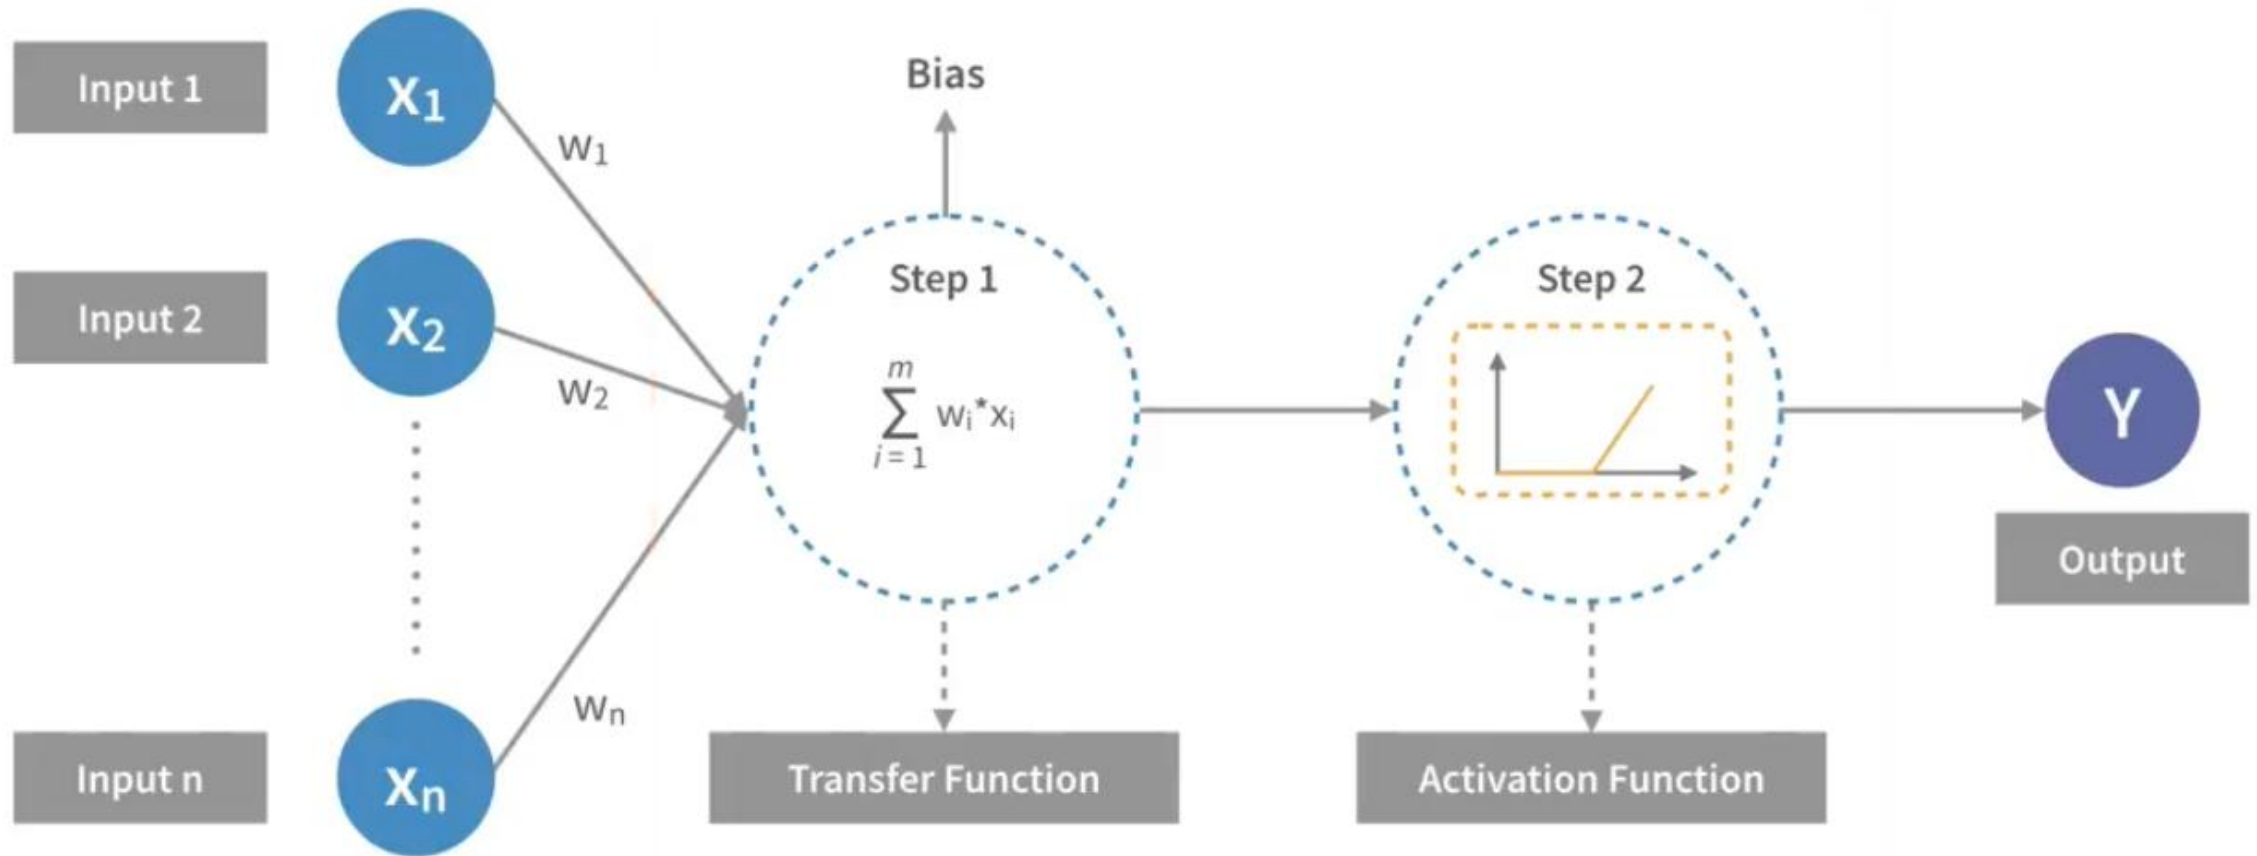 Input 1
x1
w1
Input 2
x2
w2
Input n
xn
wn
Bias
Step 1
m
∑ wi*xi
i = 1
Transfer Function
Step 2
Activation Function
Y
Output